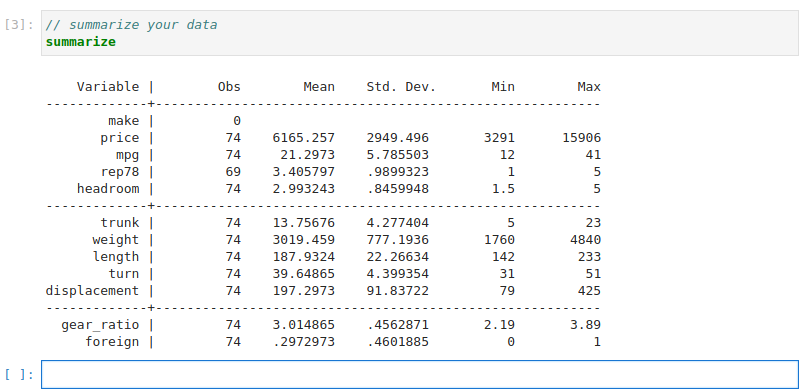 [3]: // summarize your data
summarize
    Variable |        Obs        Mean    Std. Dev.       Min        Max
-------------+---------------------------------------------------------
        make |          0
       price |         74    6165.257    2949.496       3291      15906
         mpg |         74     21.2973    5.785503         12         41
       rep78 |         69    3.405797    .9899323          1          5
    headroom |         74    2.993243    .8459948        1.5          5
-------------+---------------------------------------------------------
       trunk |         74    13.75676    4.277404          5         23
      weight |         74    3019.459    777.1936       1760       4840
      length |         74    187.9324    22.26634        142        233
        turn |         74    39.64865    4.399354         31         51
displacement |         74    197.2973    91.83722         79        425
-------------+---------------------------------------------------------
  gear_ratio |         74    3.014865    .4562871       2.19       3.89
     foreign |         74    .2972973    .4601885          0          1
[ ]: